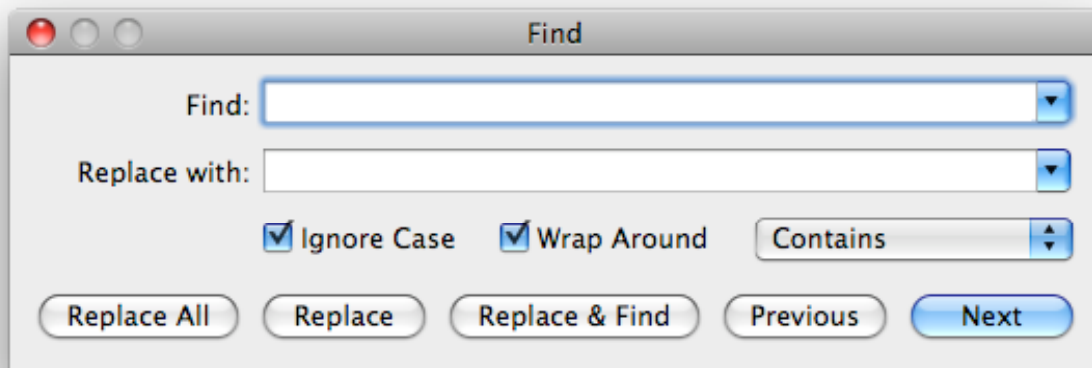 Find
Find:
Replace with:
Ignore Case Wrap Around Contains
Replace All Replace Replace & Find Previous Next